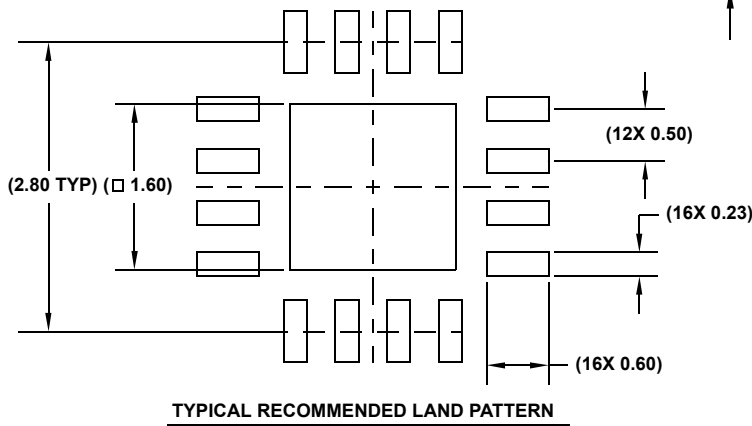 (12X 0.50)
(2.80 TYP) (□ 1.60)
(16X 0.23)
(16X 0.60)
TYPICAL RECOMMENDED LAND PATTERN